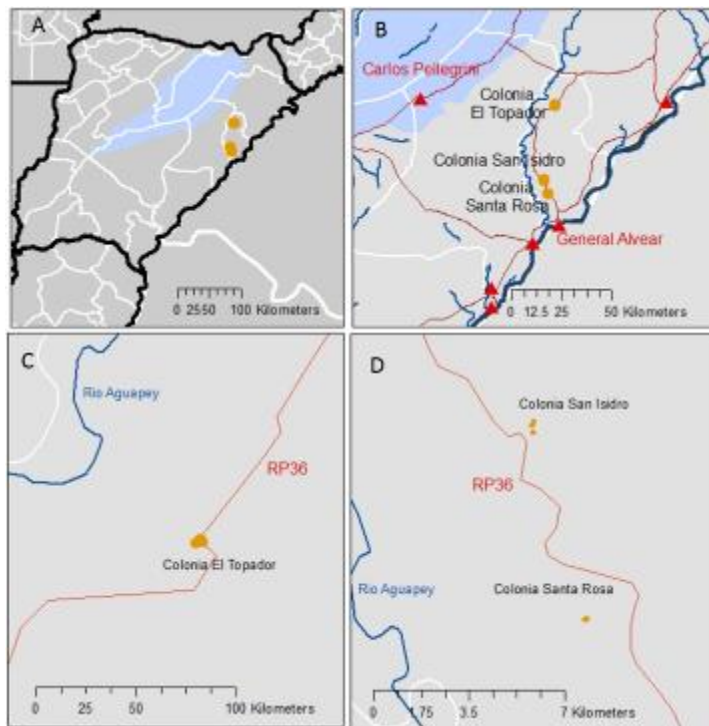 A
0 2550 100 Kilometers
B
Carlos Pellegrini
Colonia
El Topador
Colonia San Isidro
Colonia
Santa Rosa
General Alvear
0 12.5 25 50 Kilometers
C
Rio Aguapey
RP36
Colonia El Topador
0 25 50 100 Kilometers
D
Colonia San Isidro
RP36
Colonia Santa Rosa
Rio Aguapey
0 1.75 3.5 7 Kilometers